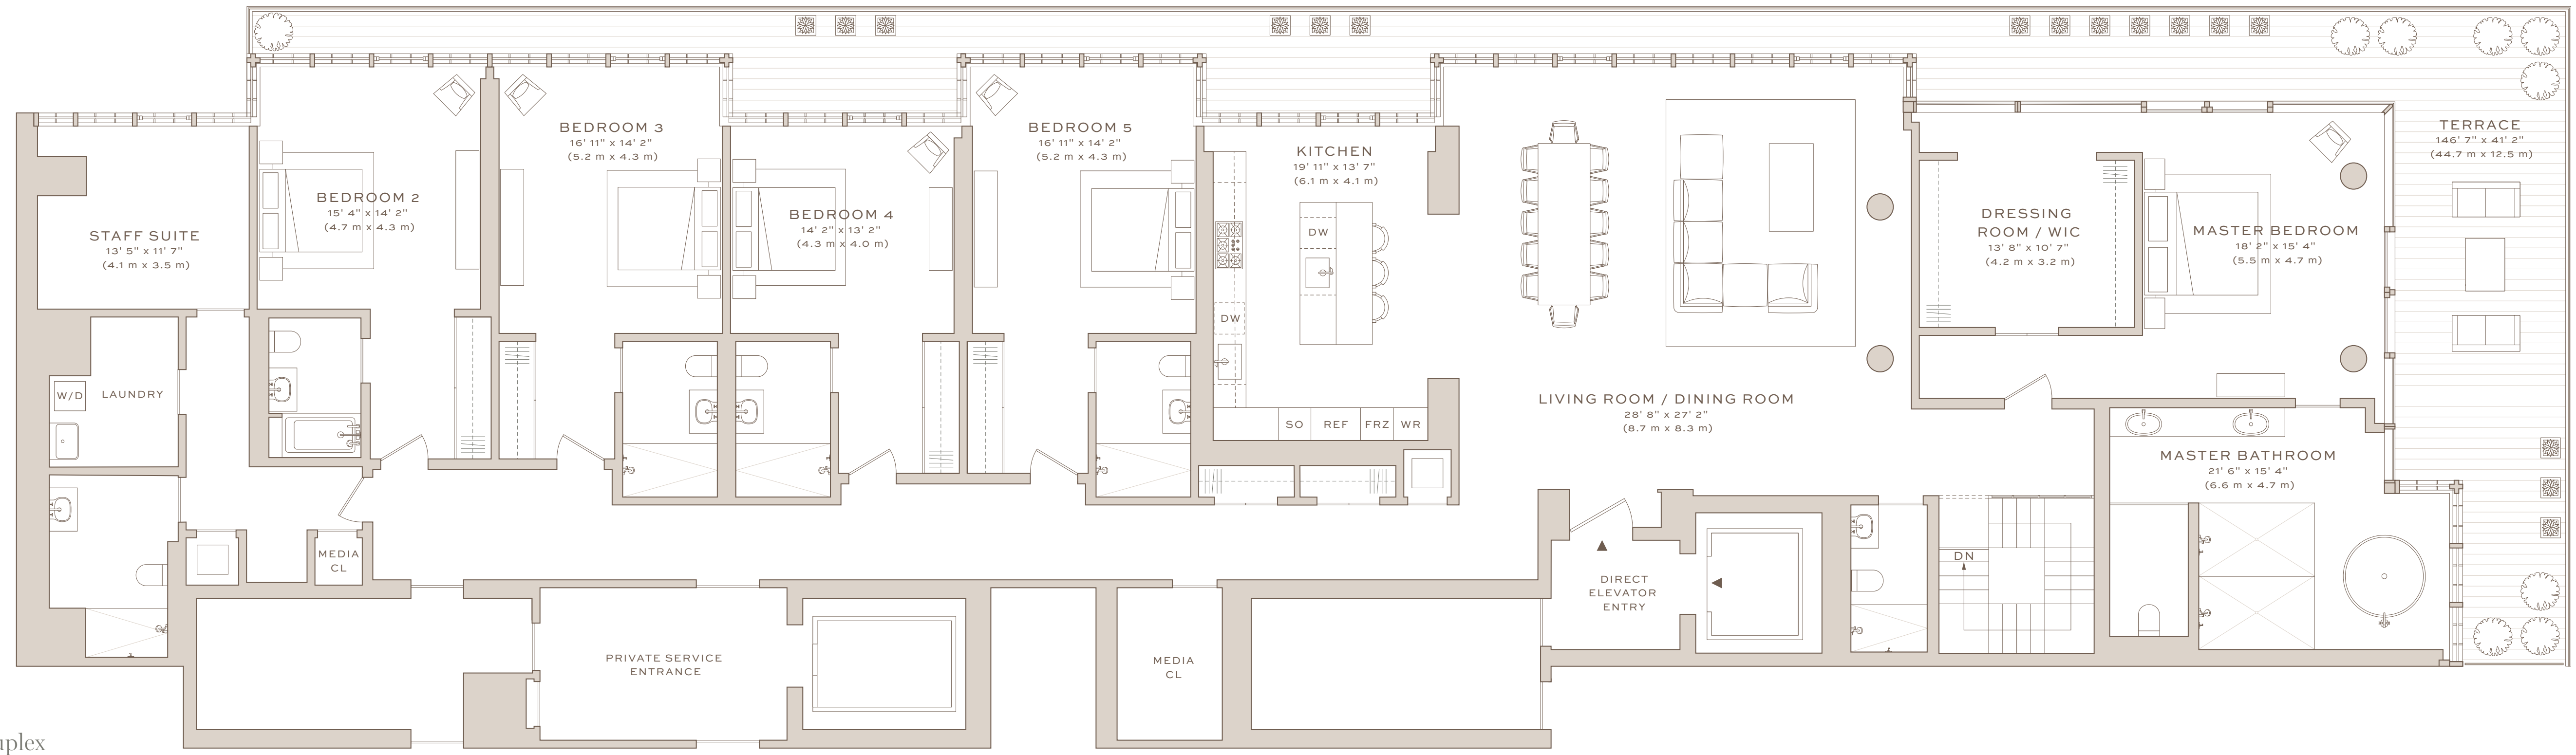 STAFF SUITE
13' 5" x 11' 7"
(4.1 m x 3.5 m)
BEDROOM 2
15' 4" x 14' 2"
(4.7 m x 4.3 m)
BEDROOM 3
16' 11" x 14' 2"
(5.2 m x 4.3 m)
BEDROOM 4
14' 2" x 13' 2"
(4.3 m x 4.0 m)
BEDROOM 5
16' 11" x 14' 2"
(5.2 m x 4.3 m)
KITCHEN
19' 11" x 13' 7"
(6.1 m x 4.1 m)
DW
DW
SO
REF
FRZ
WR
LIVING ROOM / DINING ROOM
28' 8" x 27' 2"
(8.7 m x 8.3 m)
DRESSING
ROOM / WIC
13' 8" x 10' 7"
(4.2 m x 3.2 m)
MASTER BEDROOM
18' 2" x 15' 4"
(5.5 m x 4.7 m)
TERRACE
146' 7" x 41' 2"
(44.7 m x 12.5 m)
MASTER BATHROOM
21' 6" x 15' 4"
(6.6 m x 4.7 m)
W/D
LAUNDRY
MEDIA
CL
PRIVATE SERVICE
ENTRANCE
MEDIA
CL
DIRECT
ELEVATOR
ENTRY
DN